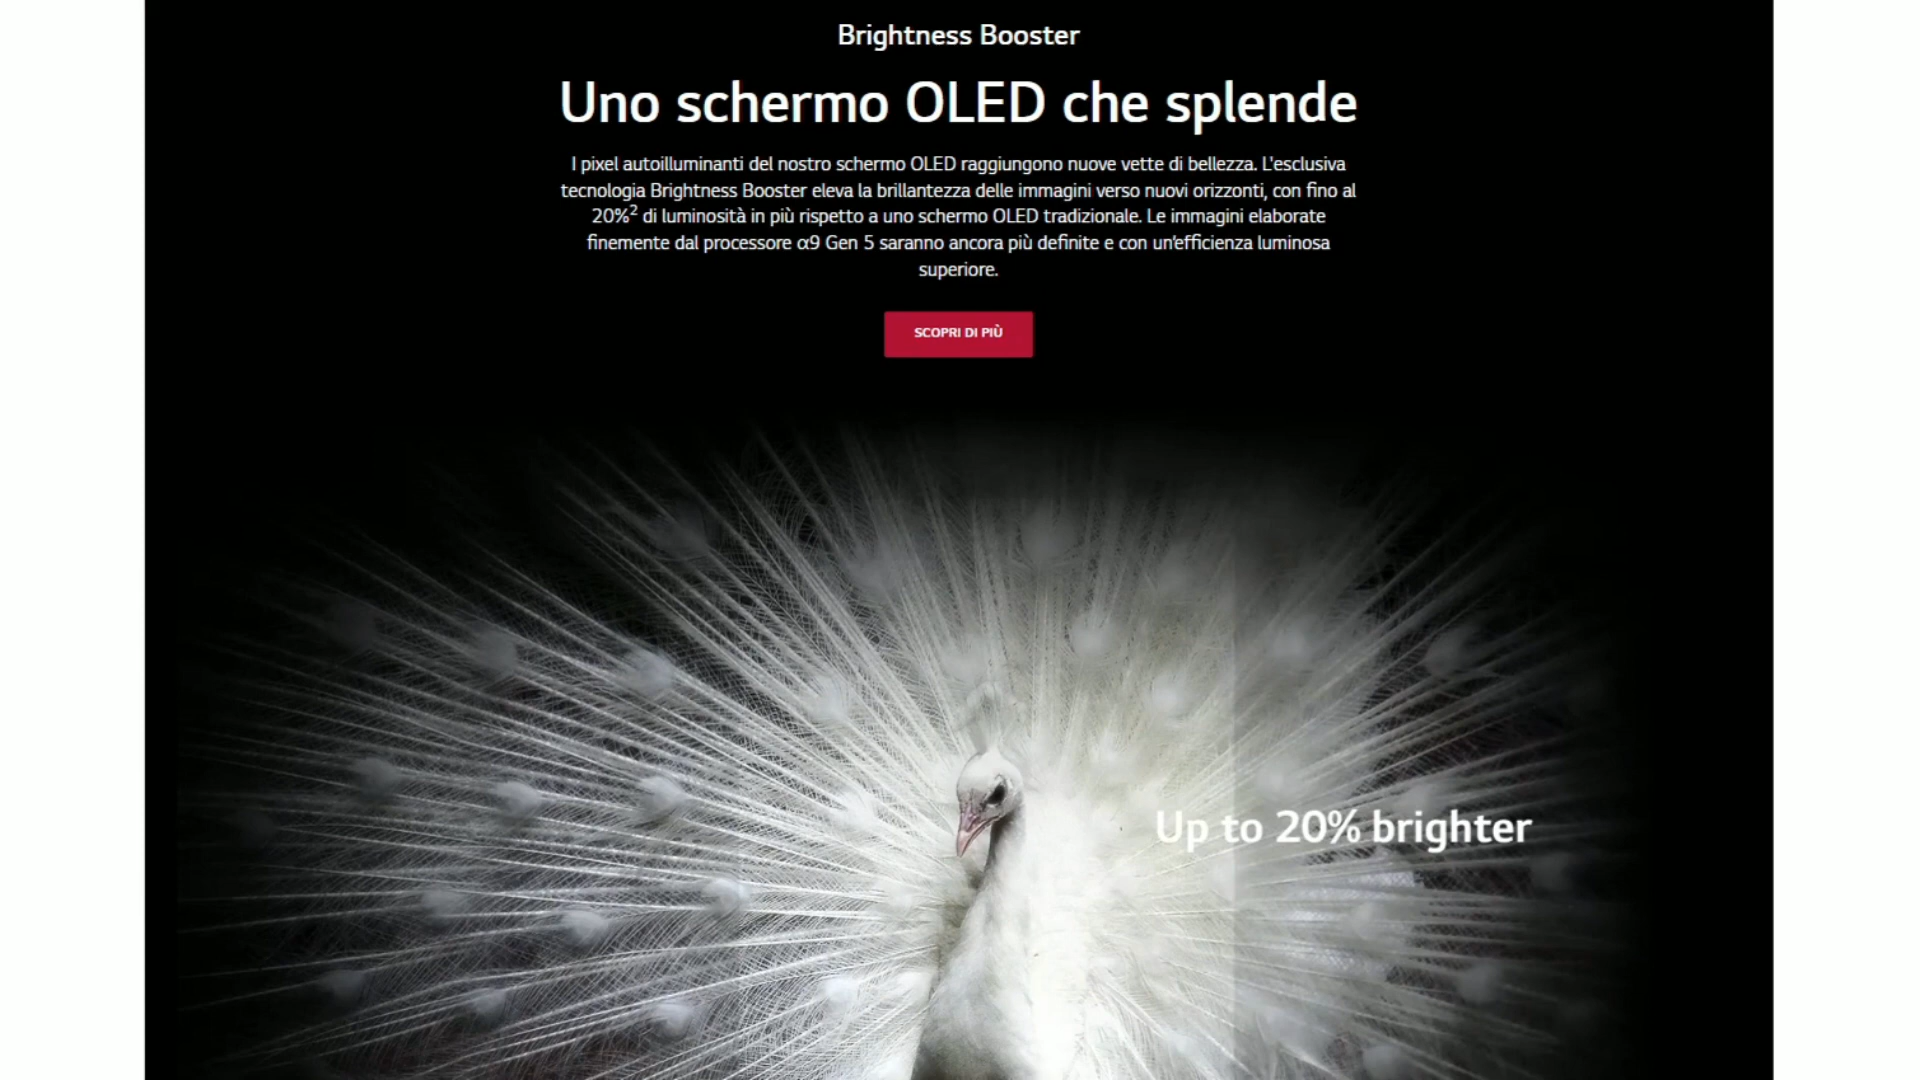 Brightness Booster
Uno schermo OLED che splende
I pixel autoilluminanti del nostro schermo OLED raggiungono nuove vette di bellezza. L'esclusiva
tecnologia Brightness Booster eleva la brillantezza delle immagini verso nuovi orizzonti, con fino al
20%² di luminosità in più rispetto a uno schermo OLED tradizionale. Le immagini elaborate
finemente dal processore α9 Gen 5 saranno ancora più definite e con un'efficienza luminosa
superiore.
SCOPRI DI PIÙ
Up to 20% brighter